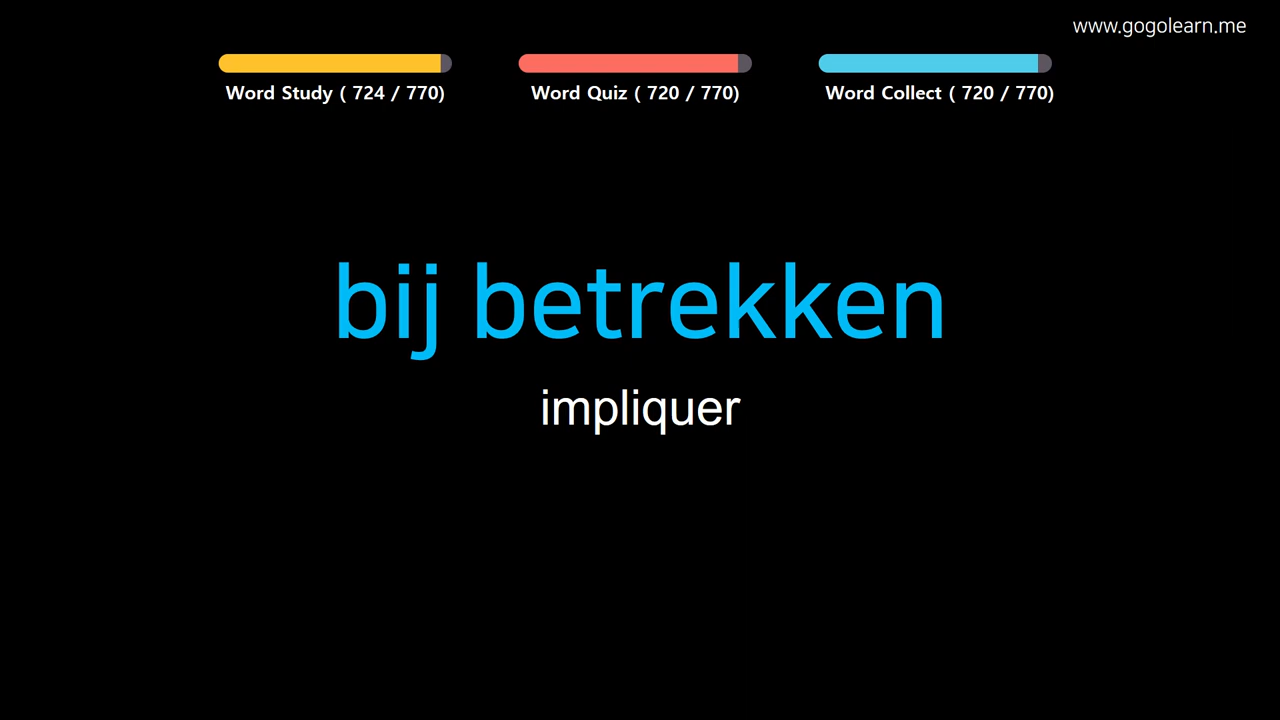 www.gogolearn.me
Word Study ( 724 / 770)
Word Quiz ( 720 / 770)
Word Collect ( 720 / 770)
bij betrekken
impliquer